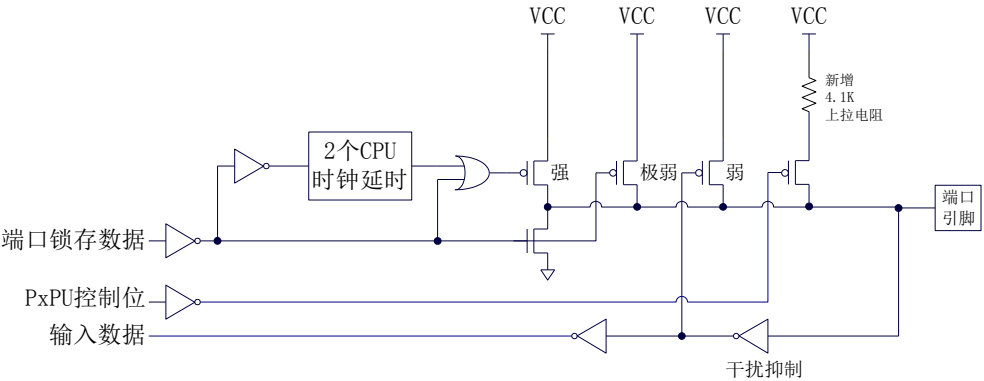 VCC
VCC
VCC
VCC
新增
4.1K
上拉电阻
2个CPU
时钟延时
强
极弱
弱
端口
引脚
端口锁存数据
PxPU控制位
输入数据
干扰抑制